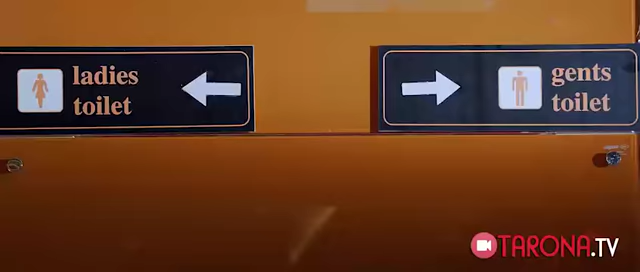 ladies
toilet
gents
toilet
TARONA.TV